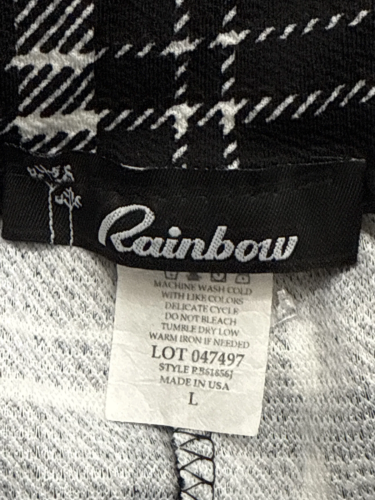 Rainbow
MACHINE WASH COLD
WITH LIKE COLORS
DELICATE CYCLE
DO NOT BLEACH
TUMBLE DRY LOW
WARM IRON IF NEEDED
LOT 047497
STYLE
MADE IN USA
L